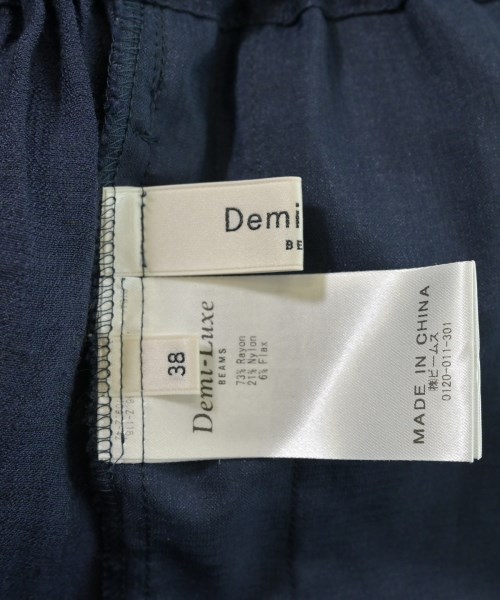 Demi
BE
38
Demi-Luxe
BEAMS
73% Rayon
21% Nylon
6% Flax
MADE IN CHINA
㈱ビームス
0120-011-301